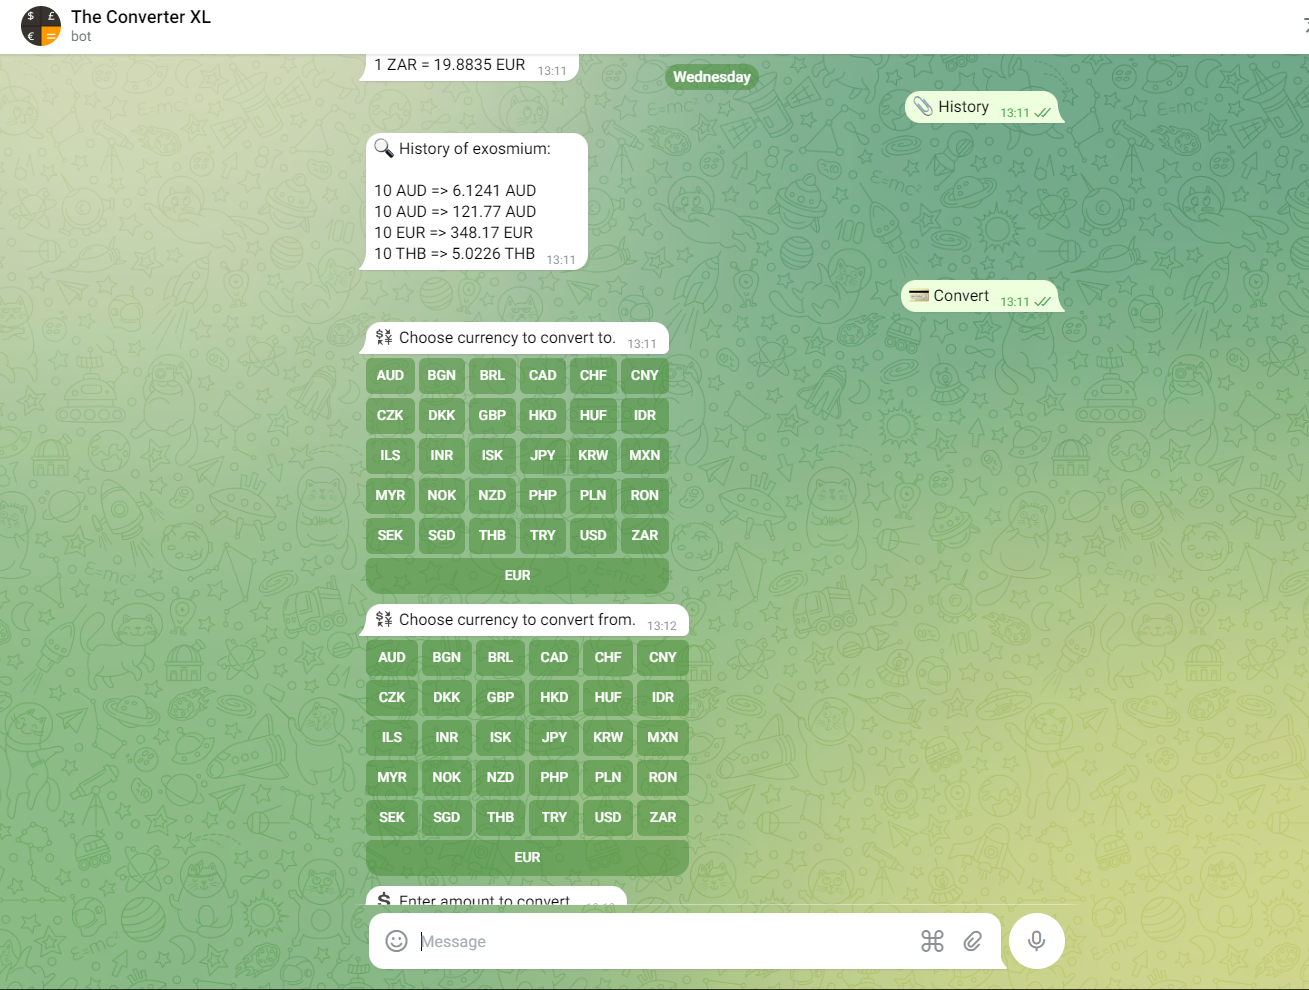 The Converter XL
bot
1 ZAR = 19.8835 EUR 13:11
Wednesday
History 13:11
History of exosmium:
10 AUD => 6.1241 AUD
10 AUD => 121.77 AUD
10 EUR => 348.17 EUR
10 THB => 5.0226 THB 13:11
Convert 13:11
Choose currency to convert to. 13:11
AUD BGN BRL CAD CHF CNY
CZK DKK GBP HKD HUF IDR
ILS INR ISK JPY KRW MXN
MYR NOK NZD PHP PLN RON
SEK SGD THB TRY USD ZAR
EUR
Choose currency to convert from. 13:12
AUD BGN BRL CAD CHF CNY
CZK DKK GBP HKD HUF IDR
ILS INR ISK JPY KRW MXN
MYR NOK NZD PHP PLN RON
SEK SGD THB TRY USD ZAR
EUR
Enter amount to convert
Message